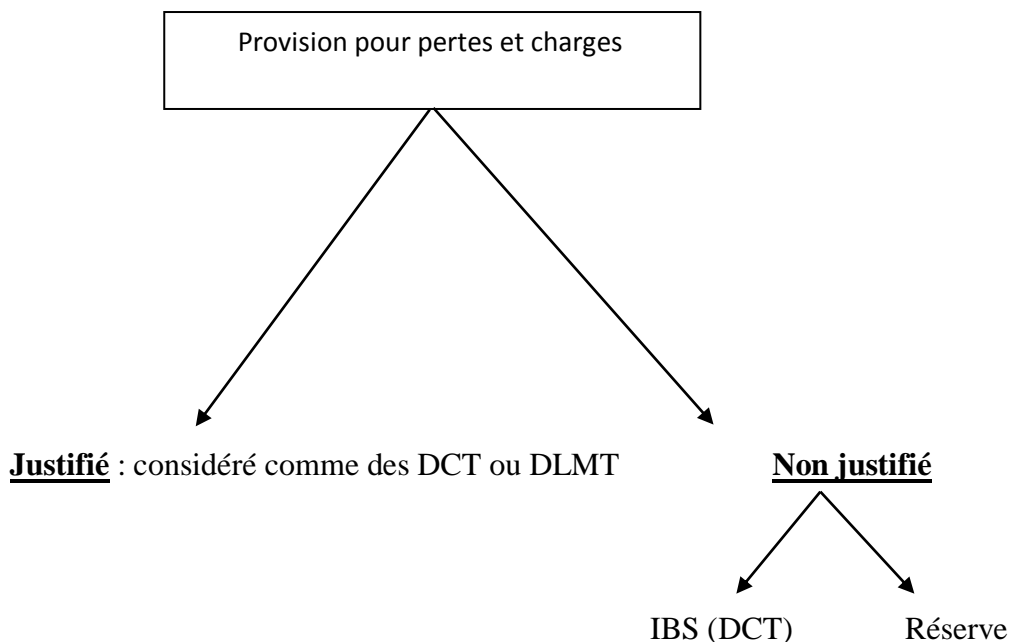 Provision pour pertes et charges
Justifié : considéré comme des DCT ou DLMT
Non justifié
IBS (DCT)
Réserve